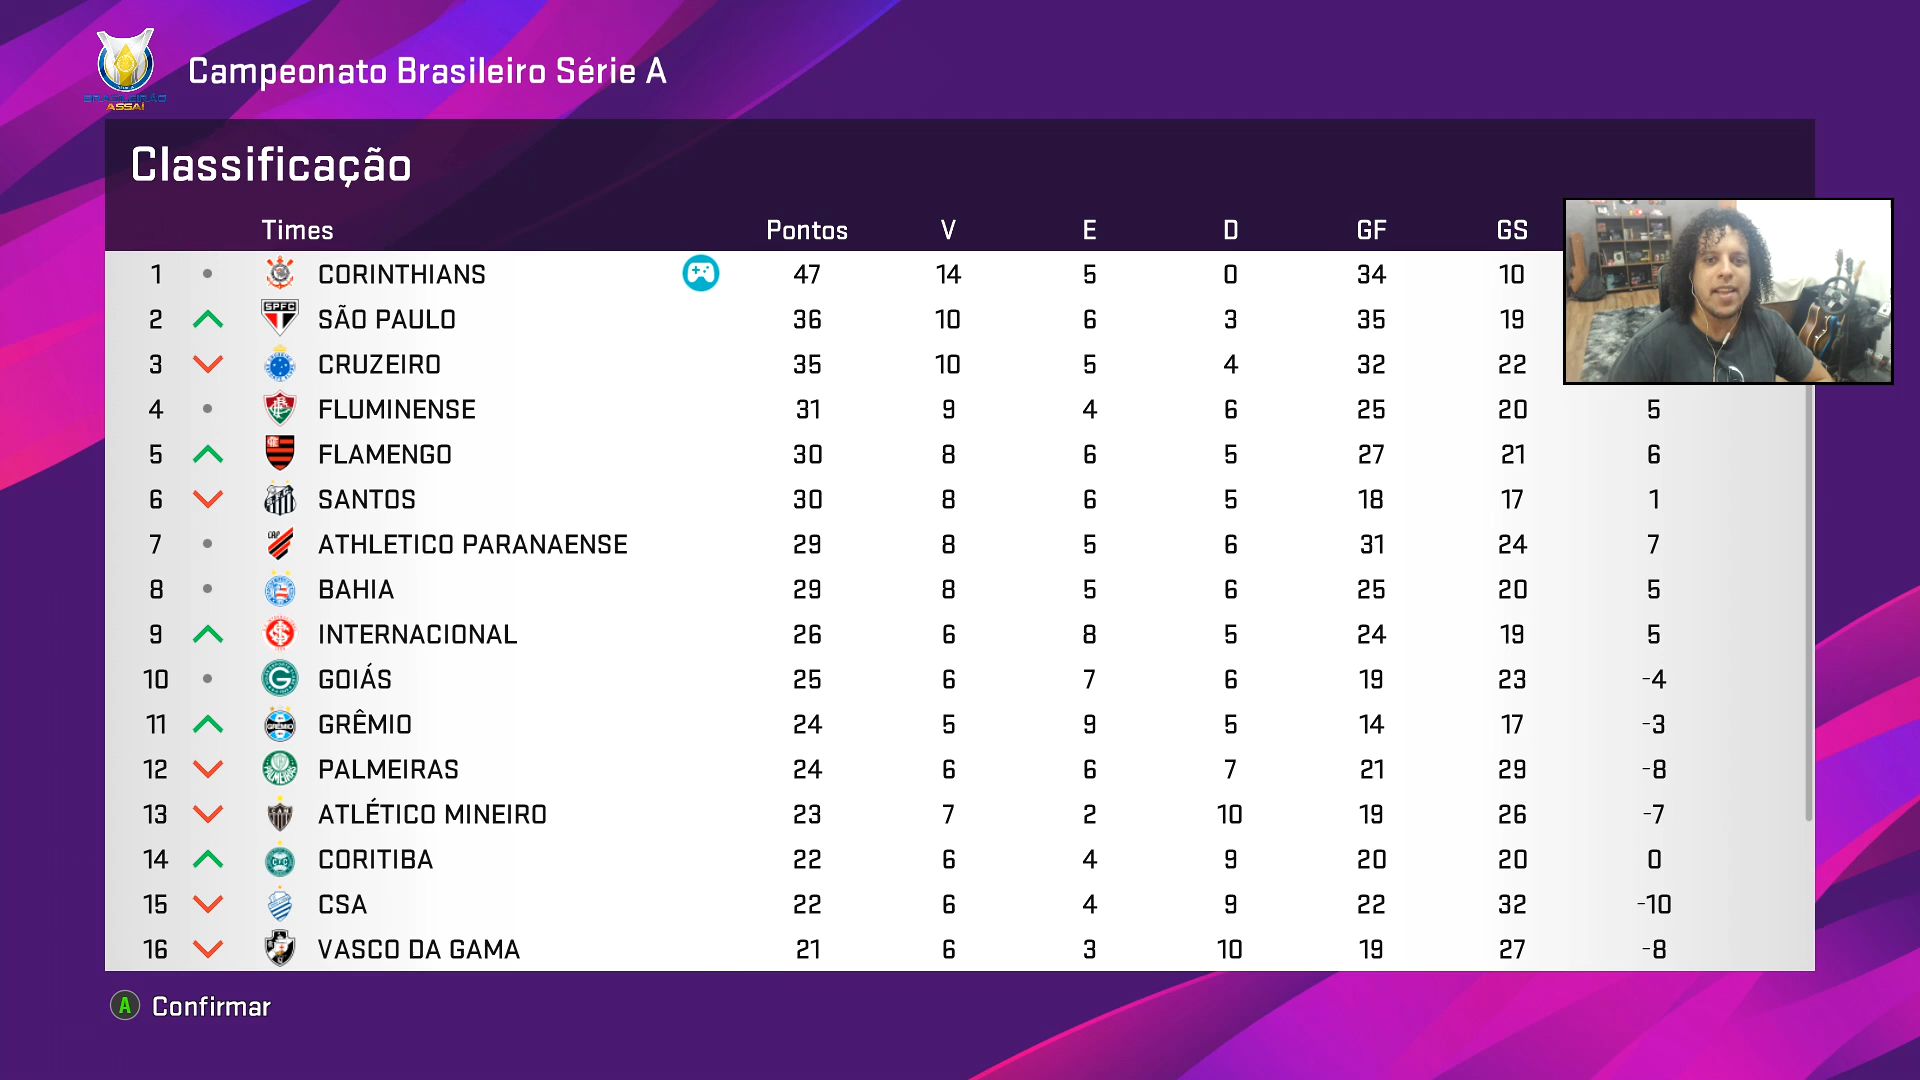 BRASILEIRÃO
ASSAÍ
Campeonato Brasileiro Série A
Classificação
Times Pontos V E D GF GS
1 CORINTHIANS 47 14 5 0 34 10
2 SPFC SÃO PAULO 36 10 6 3 35 19
3 CRUZEIRO 35 10 5 4 32 22
4 FLUMINENSE 31 9 4 6 25 20 5
5 FLAMENGO 30 8 6 5 27 21 6
6 SANTOS 30 8 6 5 18 17 1
7 CAP ATHLETICO PARANAENSE 29 8 5 6 31 24 7
8 BAHIA 29 8 5 6 25 20 5
9 INTERNACIONAL 26 6 8 5 24 19 5
10 G GOIÁS 25 6 7 6 19 23 -4
11 GRÊMIO GRÊMIO 24 5 9 5 14 17 -3
12 PALMEIRAS PALMEIRAS 24 6 6 7 21 29 -8
13 ATLÉTICO MINEIRO 23 7 2 10 19 26 -7
14 CFC CORITIBA 22 6 4 9 20 20 0
15 CSA 22 6 4 9 22 32 -10
16 VASCO DA GAMA 21 6 3 10 19 27 -8
A Confirmar